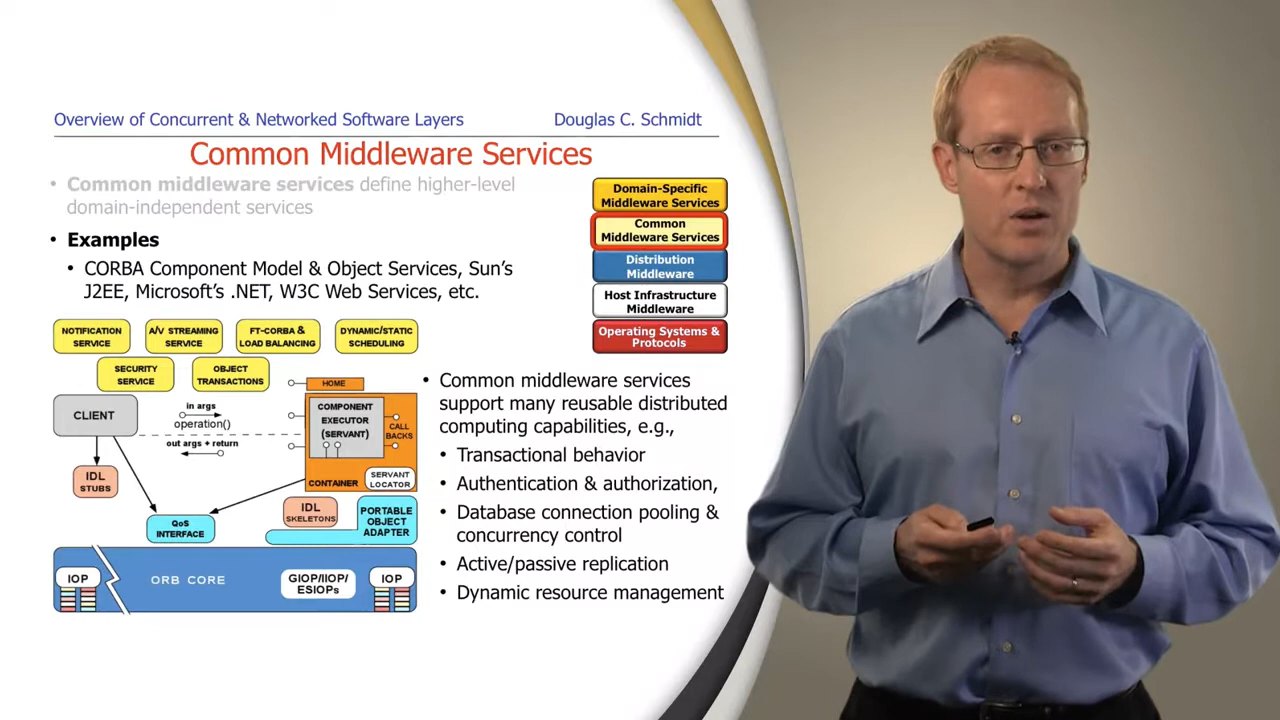 Overview of Concurrent & Networked Software Layers
Douglas C. Schmidt
Common Middleware Services
• Common middleware services define higher-level
domain-independent services
• Examples
• CORBA Component Model & Object Services, Sun's
J2EE, Microsoft's .NET, W3C Web Services, etc.
Domain-Specific
Middleware Services
Common
Middleware Services
Distribution
Middleware
Host Infrastructure
Middleware
Operating Systems &
Protocols
NOTIFICATION
SERVICE
A/V STREAMING
SERVICE
FT-CORBA &
LOAD BALANCING
DYNAMIC/STATIC
SCHEDULING
SECURITY
SERVICE
OBJECT
TRANSACTIONS
HOME
CLIENT
in args
operation()
out args + return
COMPONENT
EXECUTOR
(SERVANT)
CALL
BACKS
IDL
STUBS
CONTAINER
SERVANT
LOCATOR
QoS
INTERFACE
IDL
SKELETONS
PORTABLE
OBJECT
ADAPTER
IOP
ORB CORE
GIOP/IIOP/
ESIOPs
IOP
• Common middleware services
support many reusable distributed
computing capabilities, e.g.,
• Transactional behavior
• Authentication & authorization,
• Database connection pooling &
concurrency control
• Active/passive replication
• Dynamic resource management